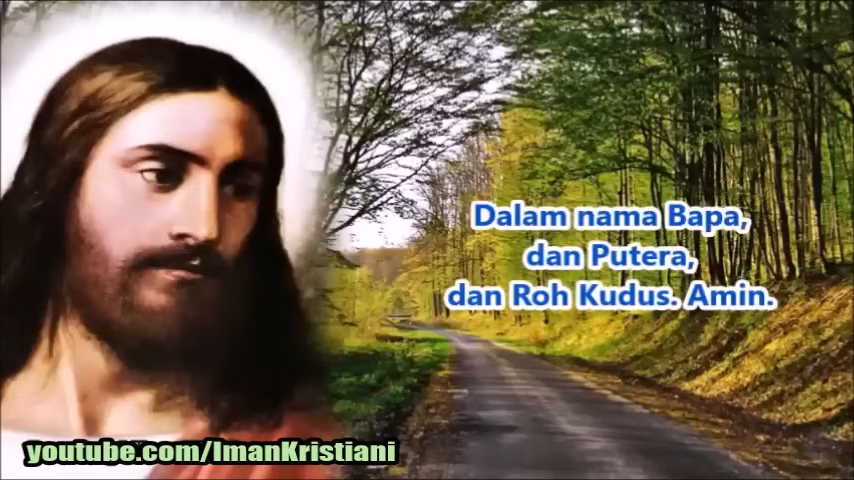 Dalam nama Bapa,
dan Putera,
dan Roh Kudus. Amin.
youtube.com/ImanKristiani